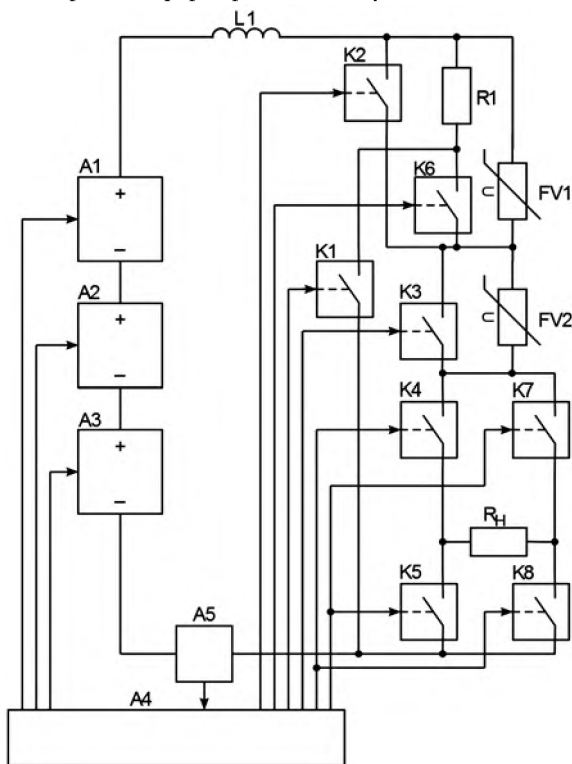 L1
K2
R1
A1
+
−
K6
U
FV1
K1
A2
+
−
K3
U
FV2
A3
+
−
K4
K7
RH
K5
K8
A5
A4